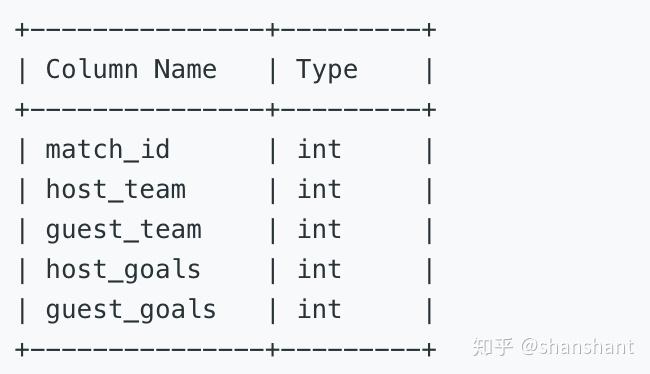 +---------------+---------+
| Column Name   | Type    |
+---------------+---------+
| match_id      | int     |
| host_team     | int     |
| guest_team    | int     |
| host_goals    | int     |
| guest_goals   | int     |
+---------------+---------+
知乎 @shanshant